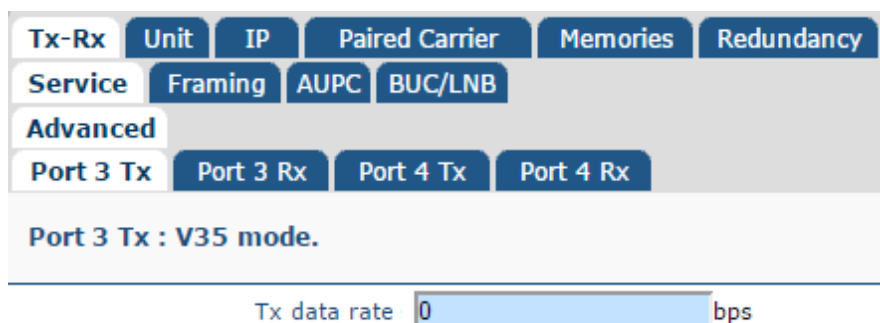 Tx-Rx Unit IP Paired Carrier Memories Redundancy
Service Framing AUPC BUC/LNB
Advanced
Port 3 Tx Port 3 Rx Port 4 Tx Port 4 Rx
Port 3 Tx : V35 mode.
Tx data rate 0 bps